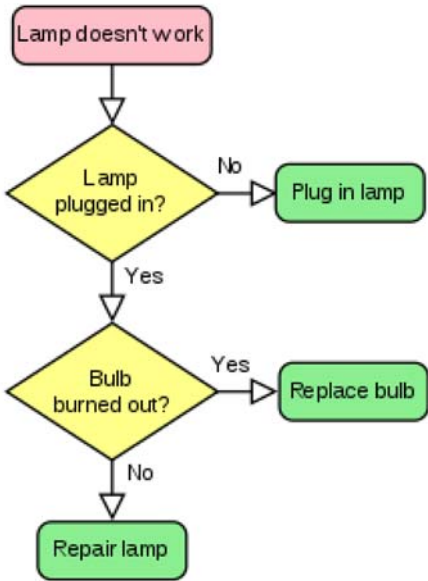 Lamp doesn't work
Lamp
plugged in?
No
Plug in lamp
Yes
Bulb
burned out?
Yes
Replace bulb
No
Repair lamp